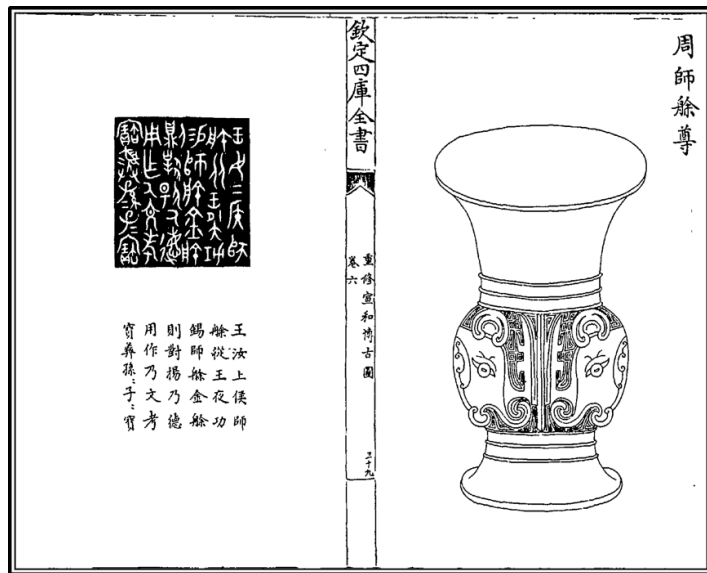 周師艅尊
欽定四庫全書
重修宣和博古圖
卷六
三十九
王汝上侯師
艅從王夜功
錫師艅金艅
則對揚乃德
用作乃文考
寶彝孫〻子〻寶